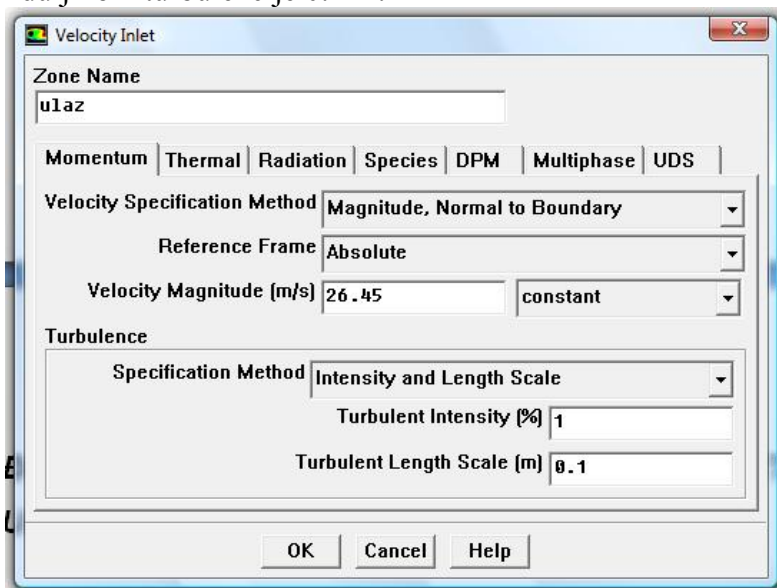 Velocity Inlet
Zone Name
ulaz
Momentum Thermal Radiation Species DPM Multiphase UDS
Velocity Specification Method Magnitude, Normal to Boundary
Reference Frame Absolute
Velocity Magnitude (m/s) 26.45 constant
Turbulence
Specification Method Intensity and Length Scale
Turbulent Intensity (%) 1
Turbulent Length Scale (m) 0.1
OK Cancel Help